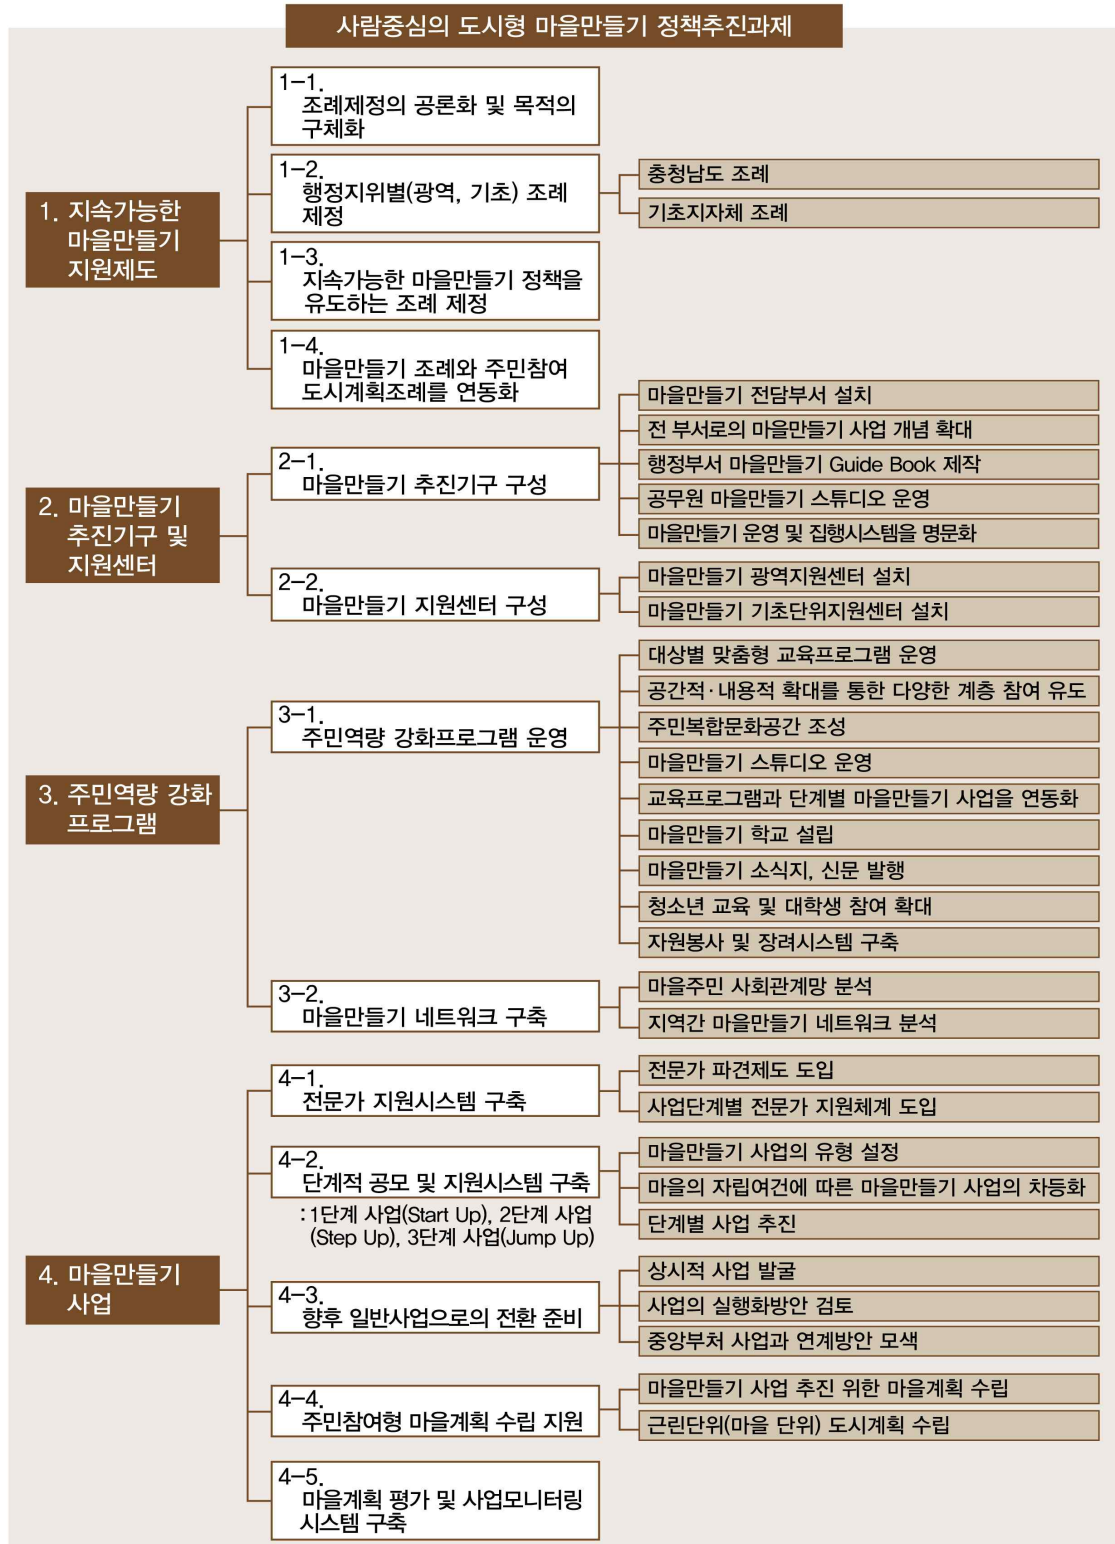 사람중심의 도시형 마을만들기 정책추진과제
1. 지속가능한
마을만들기
지원제도
1-1.
조례제정의 공론화 및 목적의
구체화
1-2.
행정지위별(광역, 기초) 조례
제정
충청남도 조례
기초지자체 조례
1-3.
지속가능한 마을만들기 정책을
유도하는 조례 제정
1-4.
마을만들기 조례와 주민참여
도시계획조례를 연동화
2. 마을만들기
추진기구 및
지원센터
2-1.
마을만들기 추진기구 구성
마을만들기 전담부서 설치
전 부서로의 마을만들기 사업 개념 확대
행정부서 마을만들기 Guide Book 제작
공무원 마을만들기 스튜디오 운영
마을만들기 운영 및 집행시스템을 명문화
2-2.
마을만들기 지원센터 구성
마을만들기 광역지원센터 설치
마을만들기 기초단위지원센터 설치
3. 주민역량 강화
프로그램
3-1.
주민역량 강화프로그램 운영
대상별 맞춤형 교육프로그램 운영
공간적·내용적 확대를 통한 다양한 계층 참여 유도
주민복합문화공간 조성
마을만들기 스튜디오 운영
교육프로그램과 단계별 마을만들기 사업을 연동화
마을만들기 학교 설립
마을만들기 소식지, 신문 발행
청소년 교육 및 대학생 참여 확대
자원봉사 및 장려시스템 구축
3-2.
마을만들기 네트워크 구축
마을주민 사회관계망 분석
지역간 마을만들기 네트워크 분석
4. 마을만들기
사업
4-1.
전문가 지원시스템 구축
전문가 파견제도 도입
사업단계별 전문가 지원체계 도입
4-2.
단계적 공모 및 지원시스템 구축
: 1단계 사업(Start Up), 2단계 사업
(Step Up), 3단계 사업(Jump Up)
마을만들기 사업의 유형 설정
마을의 자립여건에 따른 마을만들기 사업의 차등화
단계별 사업 추진
4-3.
향후 일반사업으로의 전환 준비
상시적 사업 발굴
사업의 실행화방안 검토
중앙부처 사업과 연계방안 모색
4-4.
주민참여형 마을계획 수립 지원
마을만들기 사업 추진 위한 마을계획 수립
근린단위(마을 단위) 도시계획 수립
4-5.
마을계획 평가 및 사업모니터링
시스템 구축